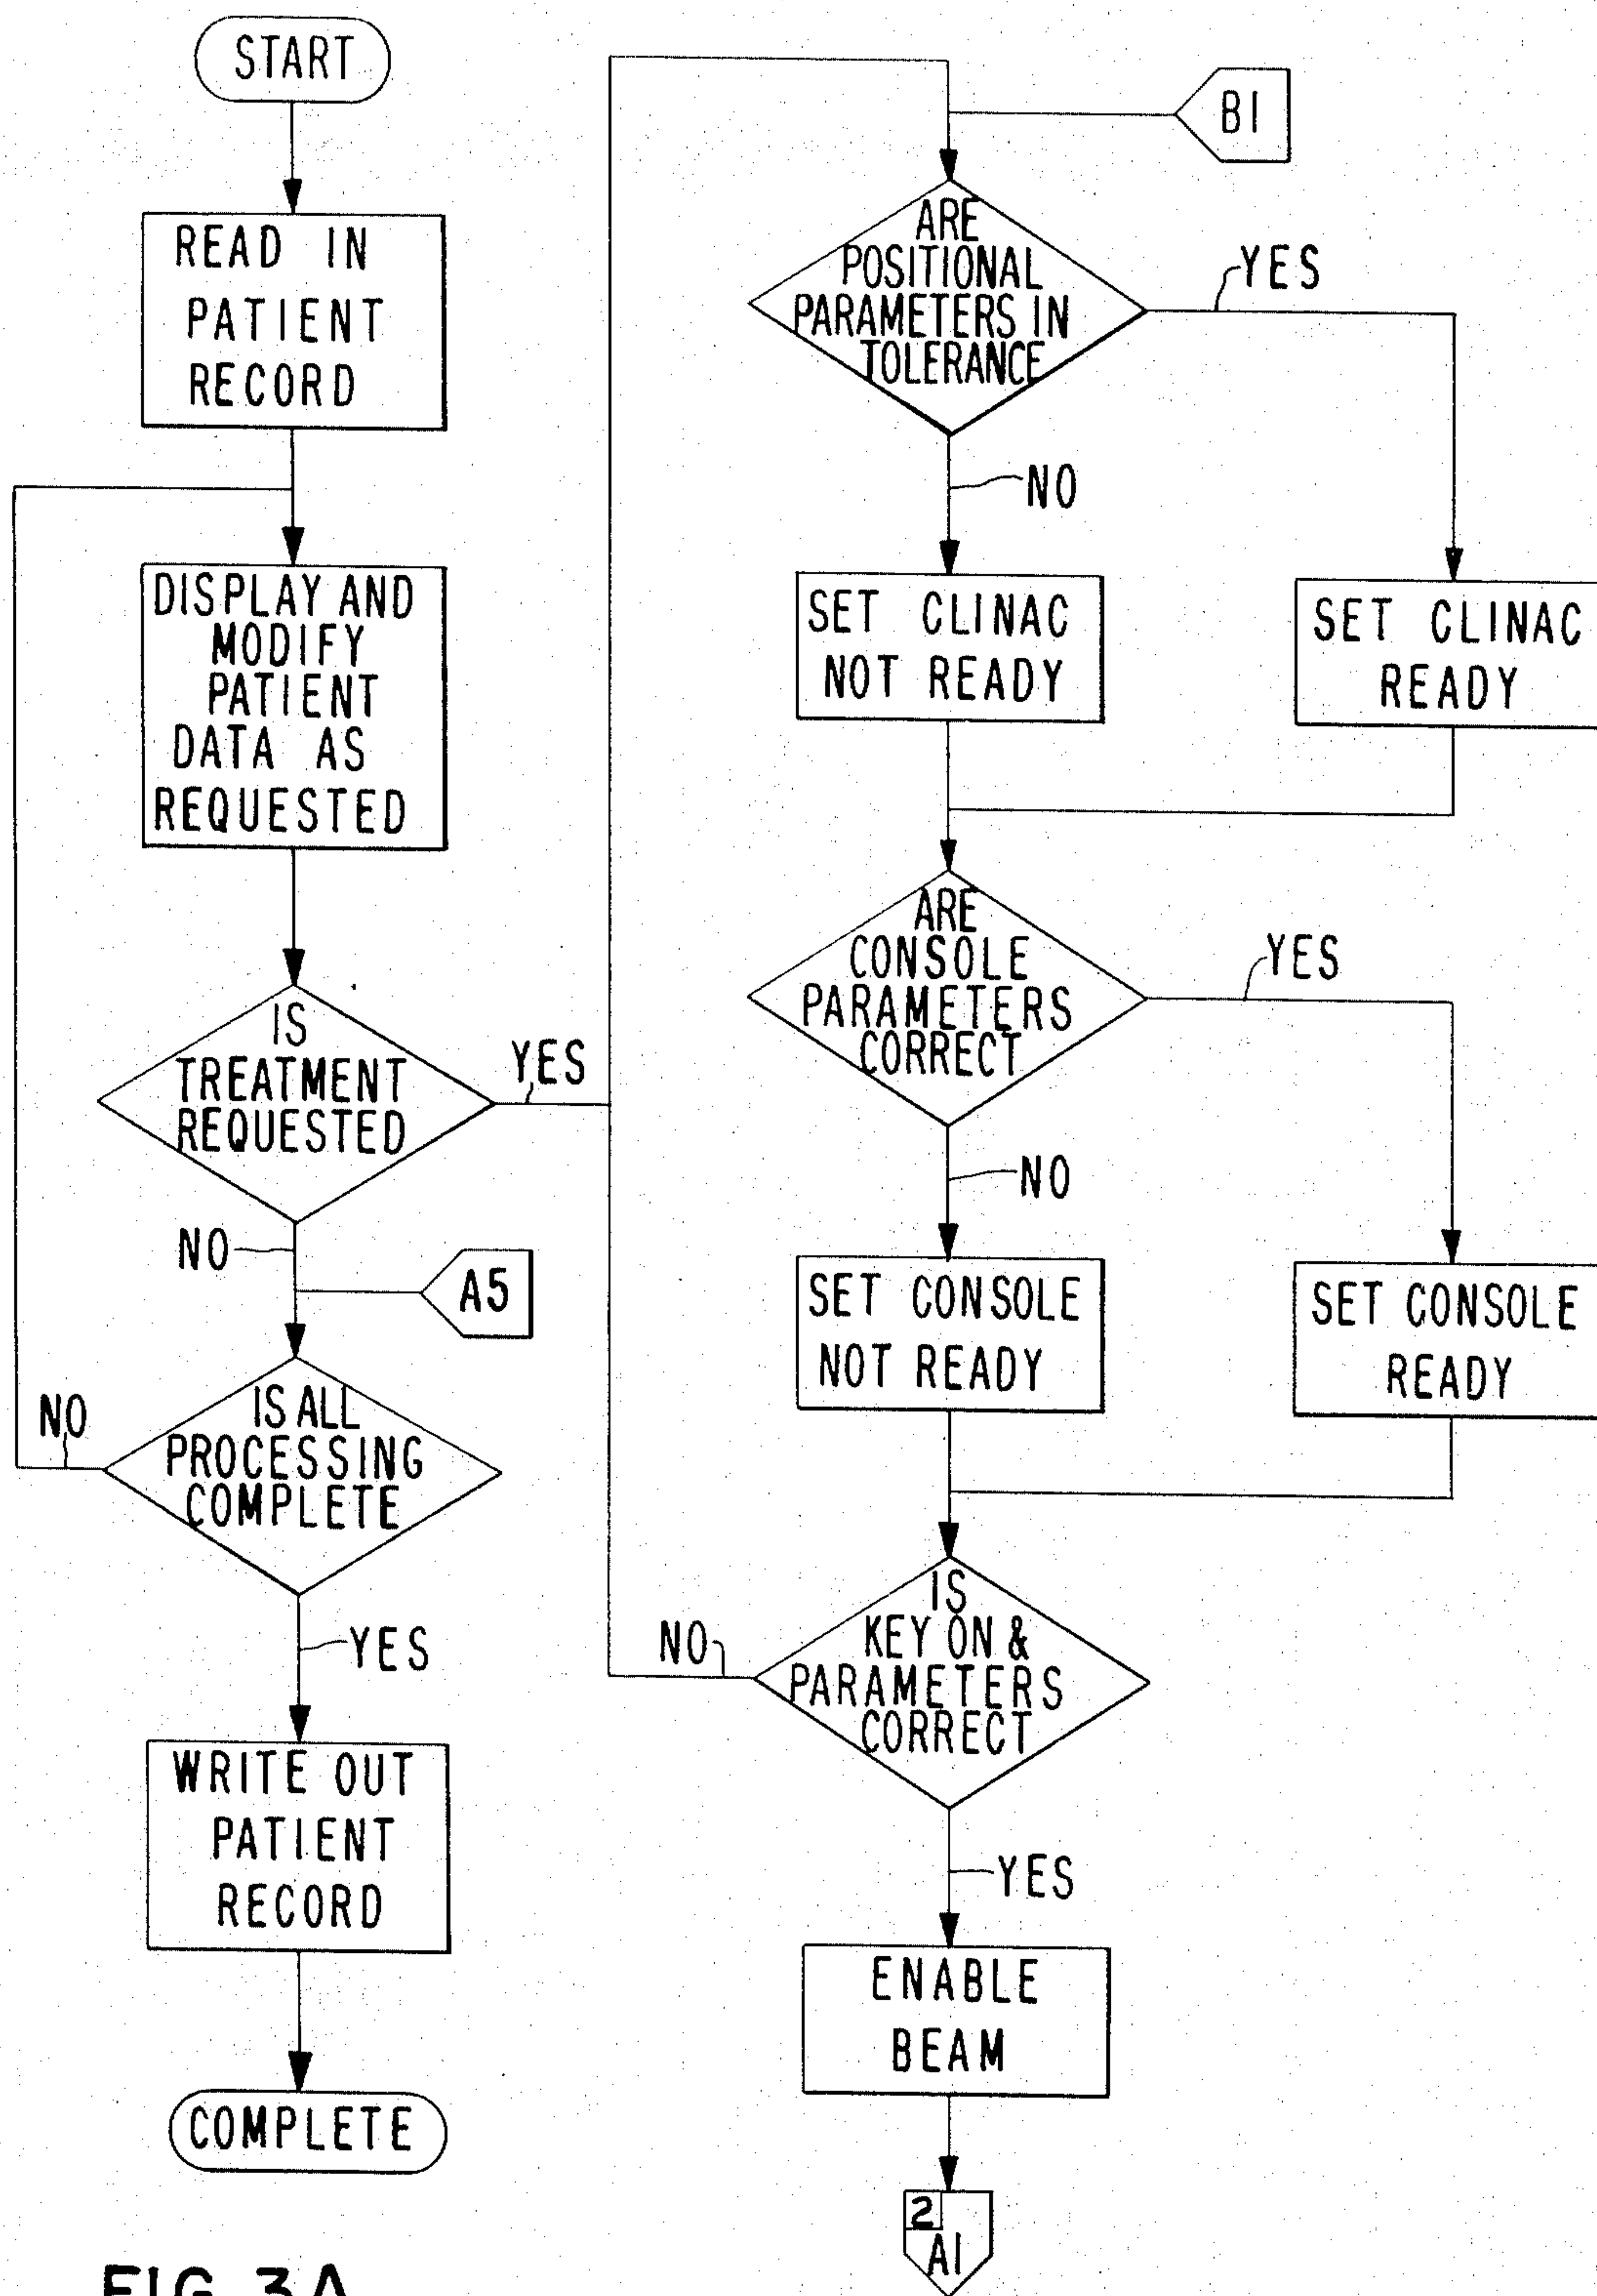 START
READ IN
PATIENT
RECORD
DISPLAY AND
MODIFY
PATIENT
DATA AS
REQUESTED
IS
TREATMENT
REQUESTED
YES
NO
A5
IS ALL
PROCESSING
COMPLETE
NO
YES
WRITE OUT
PATIENT
RECORD
COMPLETE
B1
ARE
POSITIONAL
PARAMETERS IN
TOLERANCE
YES
NO
SET CLINAC
NOT READY
SET CLINAC
READY
ARE
CONSOLE
PARAMETERS
CORRECT
YES
NO
SET CONSOLE
NOT READY
SET CONSOLE
READY
IS
KEY ON &
PARAMETERS
CORRECT
NO
YES
ENABLE
BEAM
2
A1
FIG. 3A